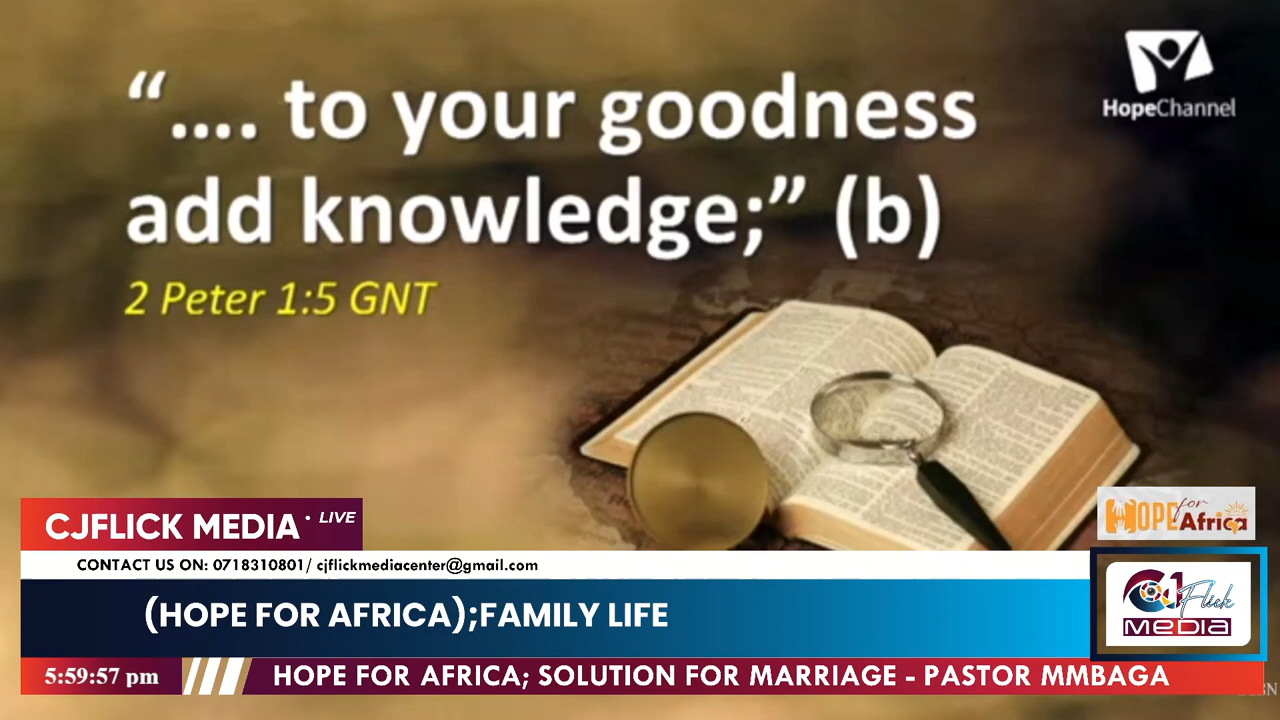 “.... to your goodness
add knowledge;” (b)
2 Peter 1:5 GNT
HopeChannel
CJFLICK MEDIA • LIVE
CONTACT US ON: 0718310801/ cjflickmediacenter@gmail.com
(HOPE FOR AFRICA);FAMILY LIFE
HOPE for Africa
Flick
MEDIA
5:59:57 pm
HOPE FOR AFRICA; SOLUTION FOR MARRIAGE - PASTOR MMBAGA